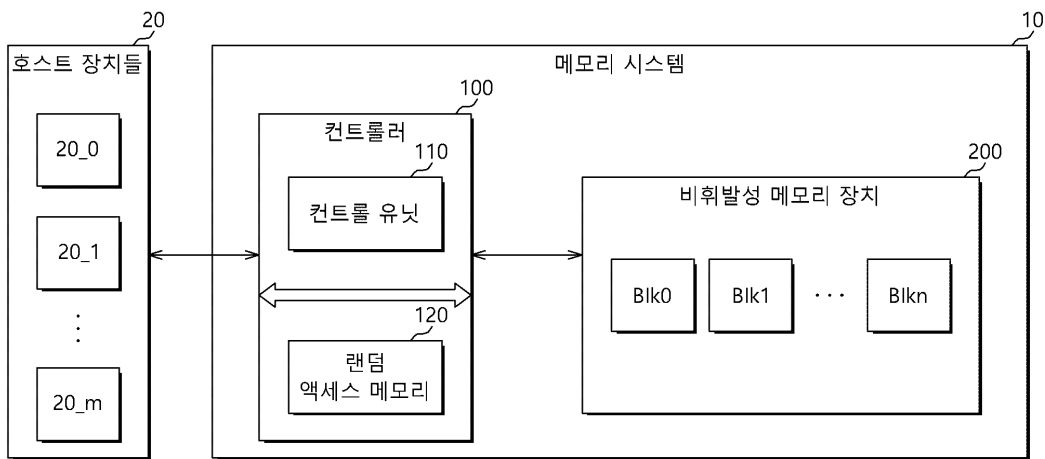 20
호스트 장치들
20_0
20_1
20_m
10
메모리 시스템
100
컨트롤러
110
컨트롤 유닛
120
랜덤
액세스 메모리
200
비휘발성 메모리 장치
Blk0
Blk1
···
Blkn